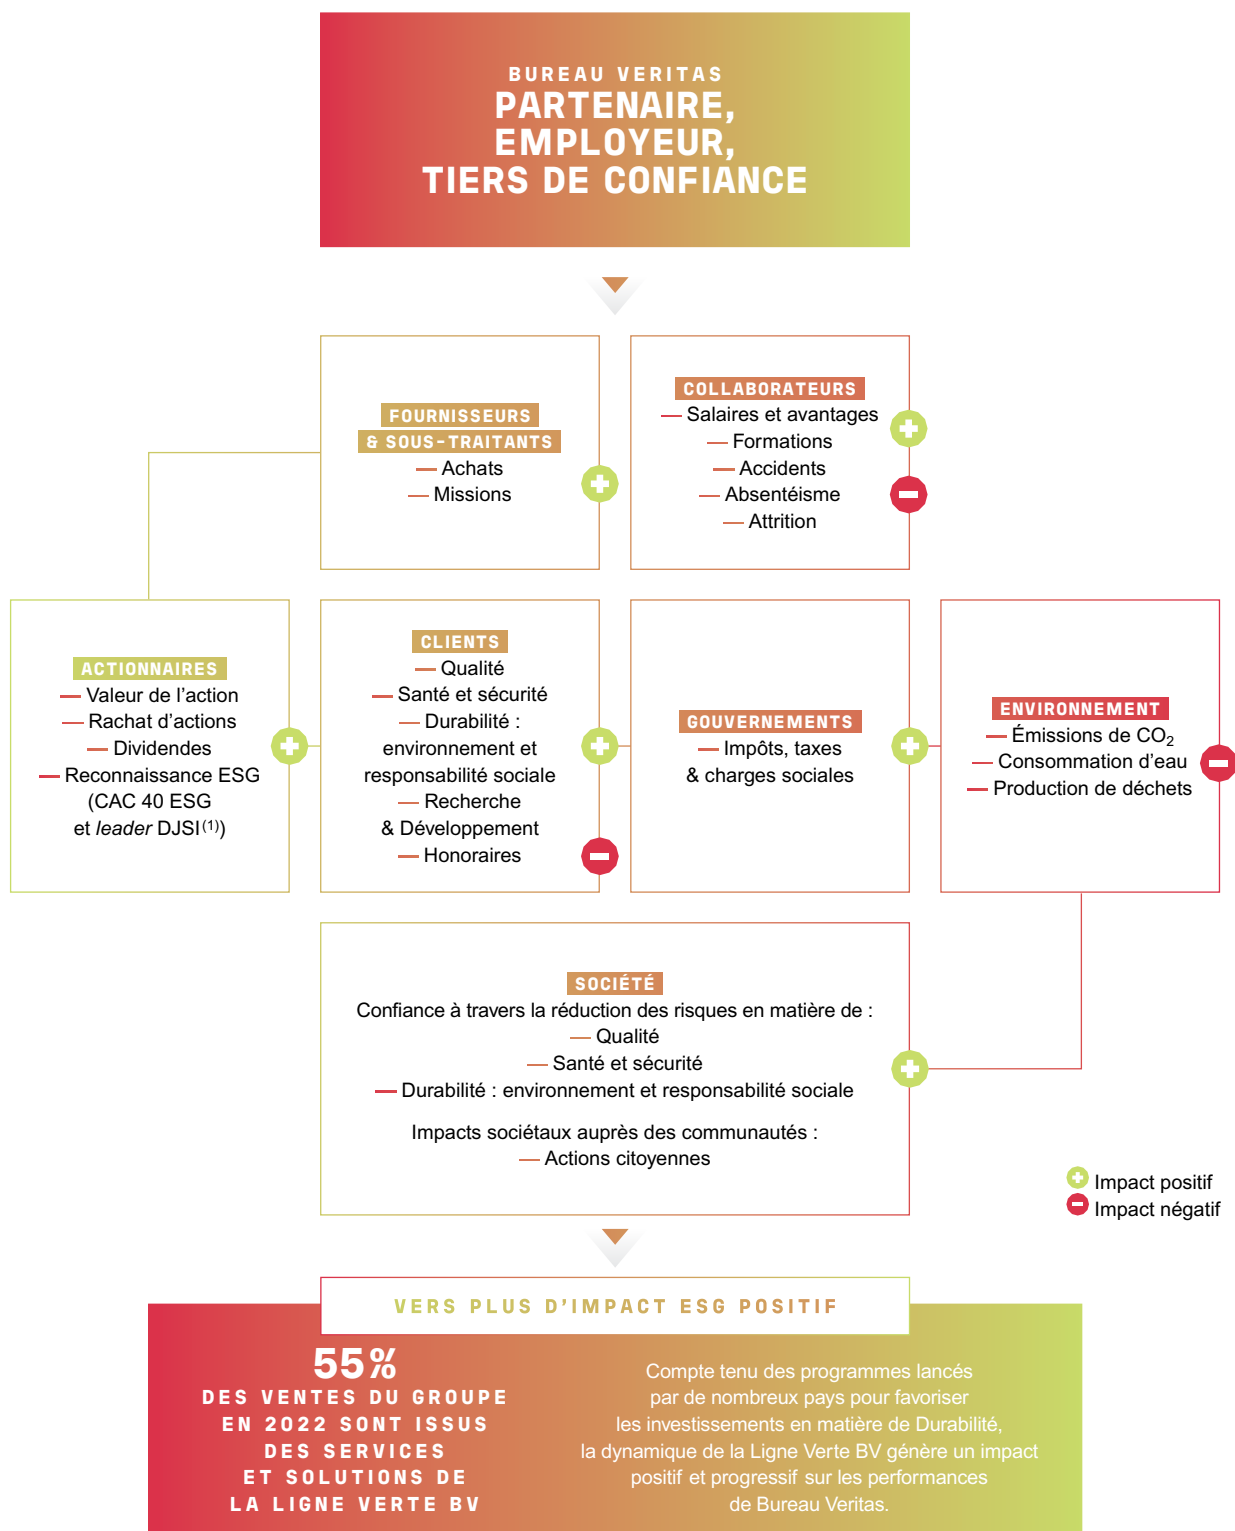 BUREAU VERITAS
PARTENAIRE,
EMPLOYEUR,
TIERS DE CONFIANCE
FOURNISSEURS
& SOUS-TRAITANTS
— Achats
— Missions
COLLABORATEURS
— Salaires et avantages
— Formations
— Accidents
— Absentéisme
— Attrition
ACTIONNAIRES
— Valeur de l’action
— Rachat d’actions
— Dividendes
— Reconnaissance ESG
(CAC 40 ESG
et leader DJSI(1))
CLIENTS
— Qualité
— Santé et sécurité
— Durabilité :
environnement et
responsabilité sociale
— Recherche
& Développement
— Honoraires
GOUVERNEMENTS
— Impôts, taxes
& charges sociales
ENVIRONNEMENT
— Émissions de CO2
— Consommation d’eau
— Production de déchets
SOCIÉTÉ
Confiance à travers la réduction des risques en matière de :
— Qualité
— Santé et sécurité
— Durabilité : environnement et responsabilité sociale
Impacts sociétaux auprès des communautés :
— Actions citoyennes
Impact positif
Impact négatif
VERS PLUS D’IMPACT ESG POSITIF
55%
DES VENTES DU GROUPE
EN 2022 SONT ISSUS
DES SERVICES
ET SOLUTIONS DE
LA LIGNE VERTE BV
Compte tenu des programmes lancés
par de nombreux pays pour favoriser
les investissements en matière de Durabilité,
la dynamique de la Ligne Verte BV génère un impact
positif et progressif sur les performances
de Bureau Veritas.